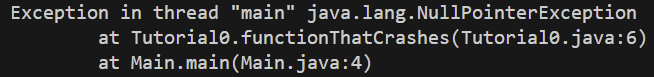 Exception in thread "main" java.lang.NullPointerException
at Tutorial0.functionThatCrashes(Tutorial0.java:6)
at Main.main(Main.java:4)